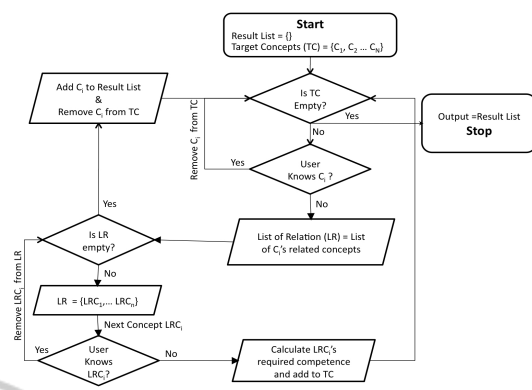 Start
Result List = {}
Target Concepts (TC) = {C1, C2 ... CN}
Add Ci to Result List
&
Remove Ci from TC
Remove Ci from TC
Is TC
Empty?
Yes
No
Output =Result List
Stop
Yes
User
Knows Ci ?
No
Yes
Is LR
empty?
List of Relation (LR) = List
of Ci's related concepts
No
Remove LRCi from LR
LR = {LRC1,... LRCn}
Next Concept LRCi
Yes
User
Knows
LRCi?
No
Calculate LRCi's
required competence
and add to TC